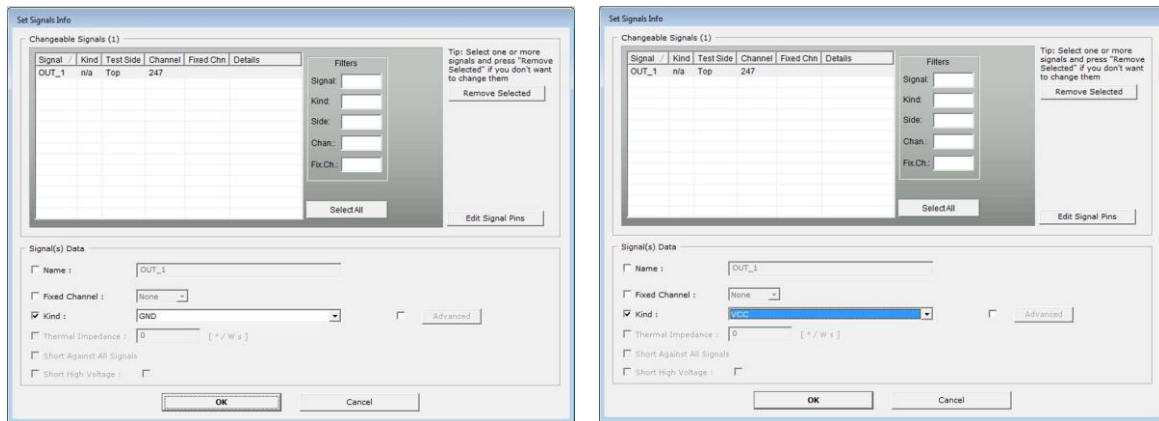 Set Signals Info
Changeable Signals (1)
Signal / Kind Test Side Channel Fixed Chn Details
OUT_1 n/a Top 247
Filters
Signal:
Kind:
Side:
Chan.:
Fix.Ch.:
SelectAll
Tip: Select one or more
signals and press "Remove
Selected" if you don't want
to change them
Remove Selected
Edit Signal Pins
Signal(s) Data
Name : OUT_1
Fixed Channel : None
Kind : GND Advanced
Thermal Impedance : 0 [ * / W s ]
Short Against All Signals
Short High Voltage :
OK Cancel
Set Signals Info
Changeable Signals (1)
Signal / Kind Test Side Channel Fixed Chn Details
OUT_1 n/a Top 247
Filters
Signal:
Kind:
Side:
Chan.:
Fix.Ch.:
SelectAll
Tip: Select one or more
signals and press "Remove
Selected" if you don't want
to change them
Remove Selected
Edit Signal Pins
Signal(s) Data
Name : OUT_1
Fixed Channel : None
Kind : VCC Advanced
Thermal Impedance : 0 [ * / W s ]
Short Against All Signals
Short High Voltage :
OK Cancel